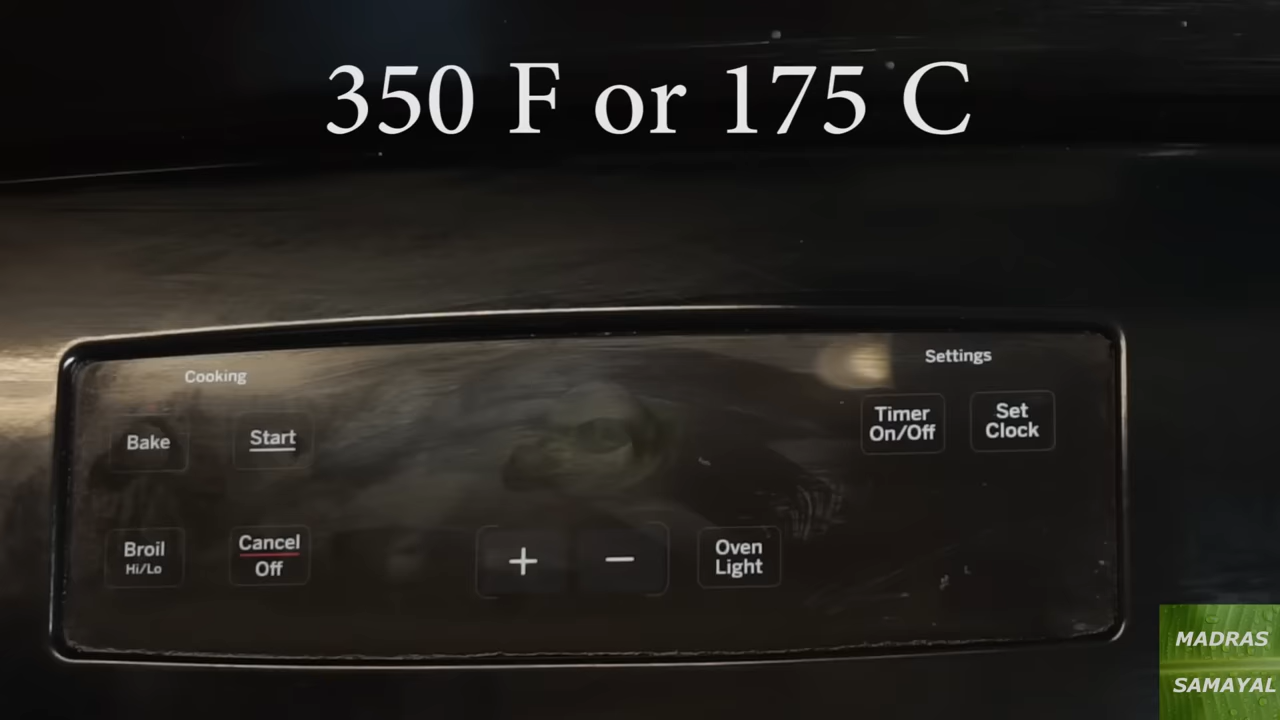 350 F or 175 C
Cooking
Settings
Bake
Start
Timer
On/Off
Set
Clock
Broil
Hi/Lo
Cancel
Off
+
−
Oven
Light
MADRAS
SAMAYAL